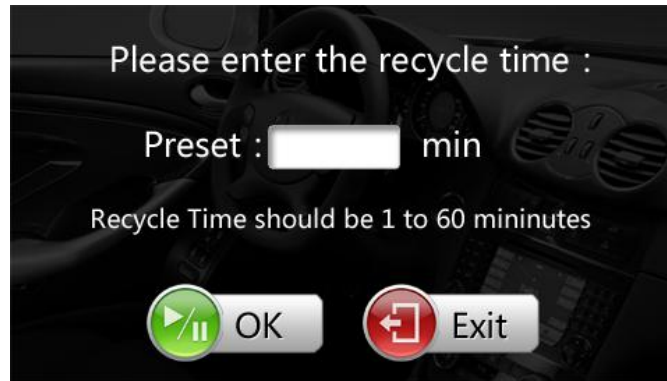 Please enter the recycle time :
Preset : min
Recycle Time should be 1 to 60 mininutes
OK Exit